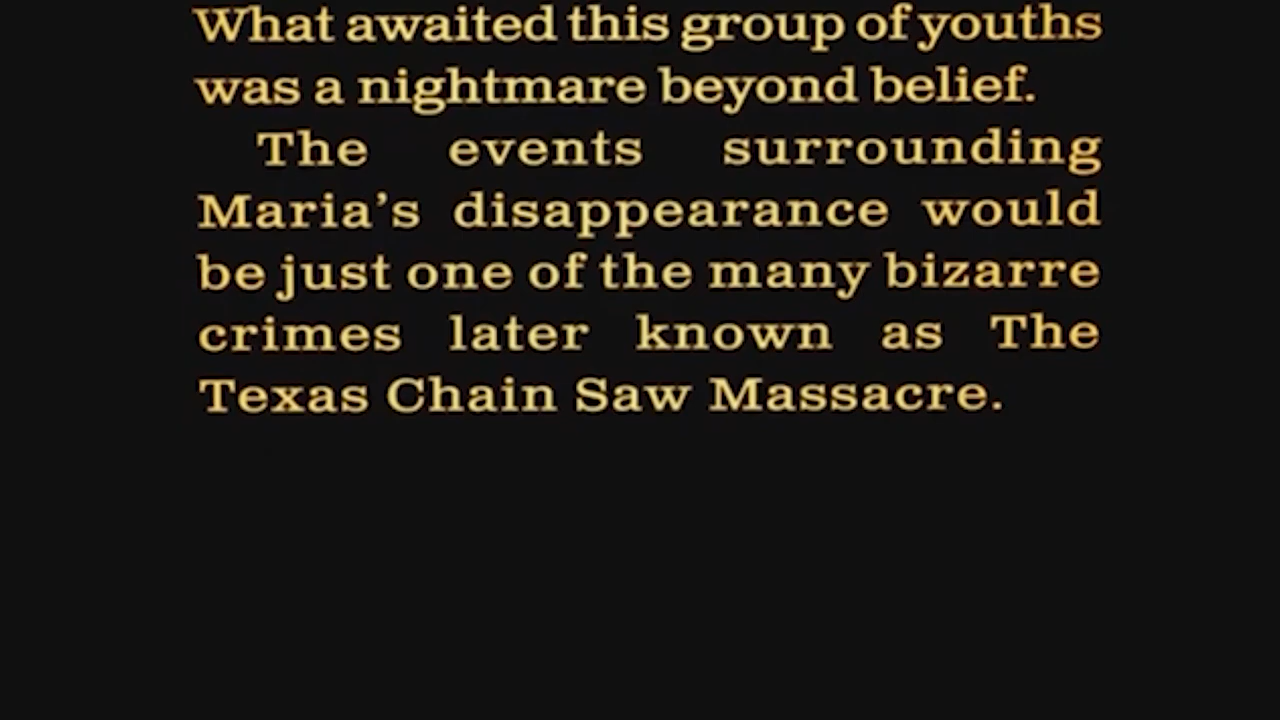 What awaited this group of youths
was a nightmare beyond belief.
The events surrounding
Maria’s disappearance would
be just one of the many bizarre
crimes later known as The
Texas Chain Saw Massacre.